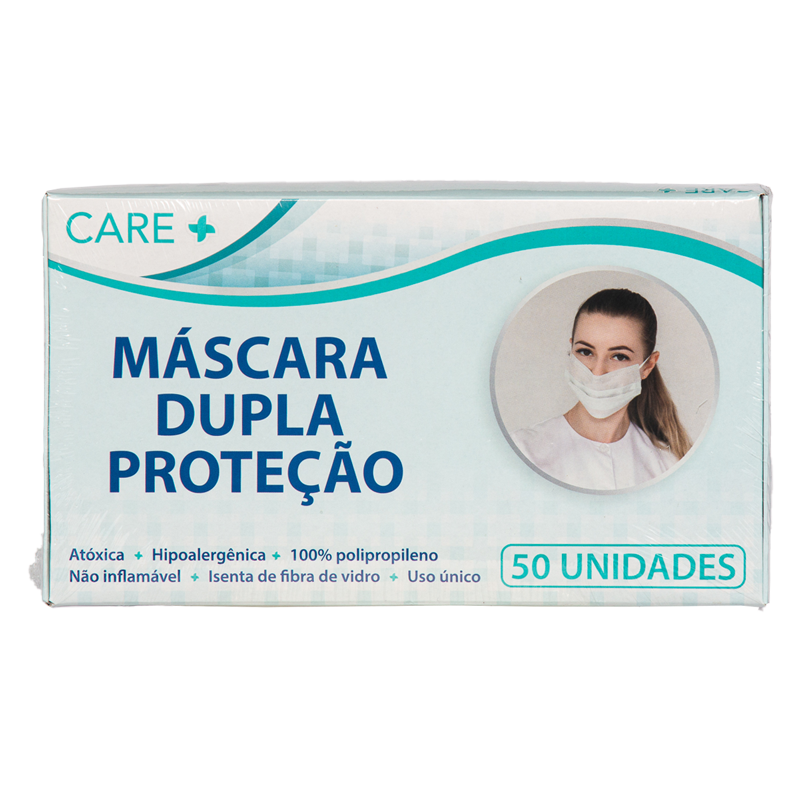 CARE +
CARE +
MÁSCARA
DUPLA
PROTEÇÃO
Atóxica + Hipoalergênica + 100% polipropileno
Não inflamável + Isenta de fibra de vidro + Uso único
50 UNIDADES